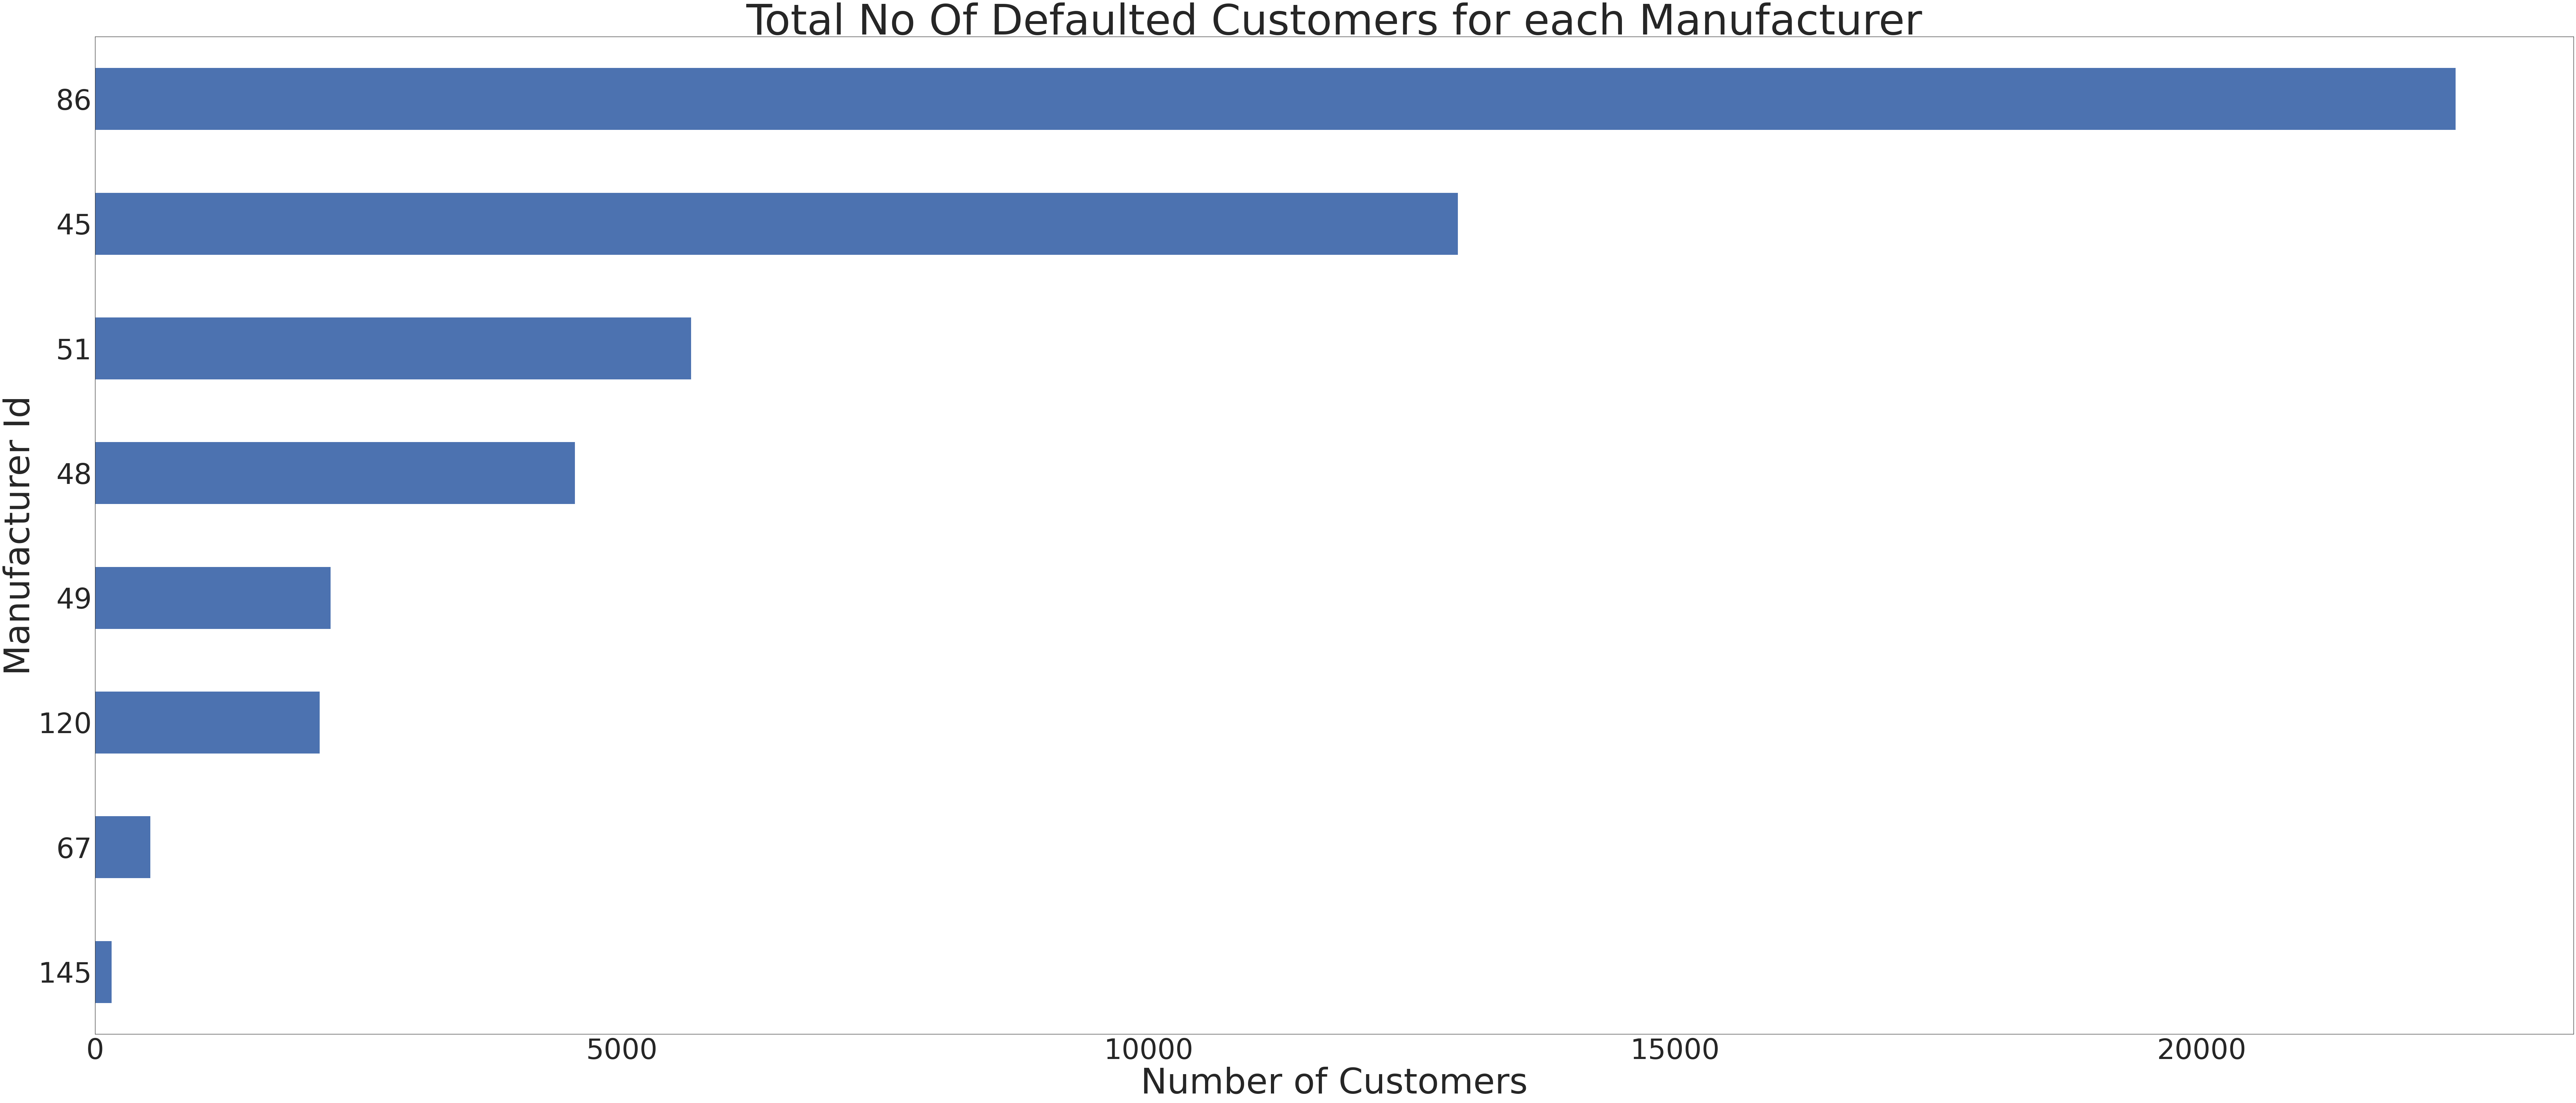 Total No Of Defaulted Customers for each Manufacturer
Manufacturer Id
86
45
51
48
49
120
67
145
0 5000 10000 15000 20000
Number of Customers